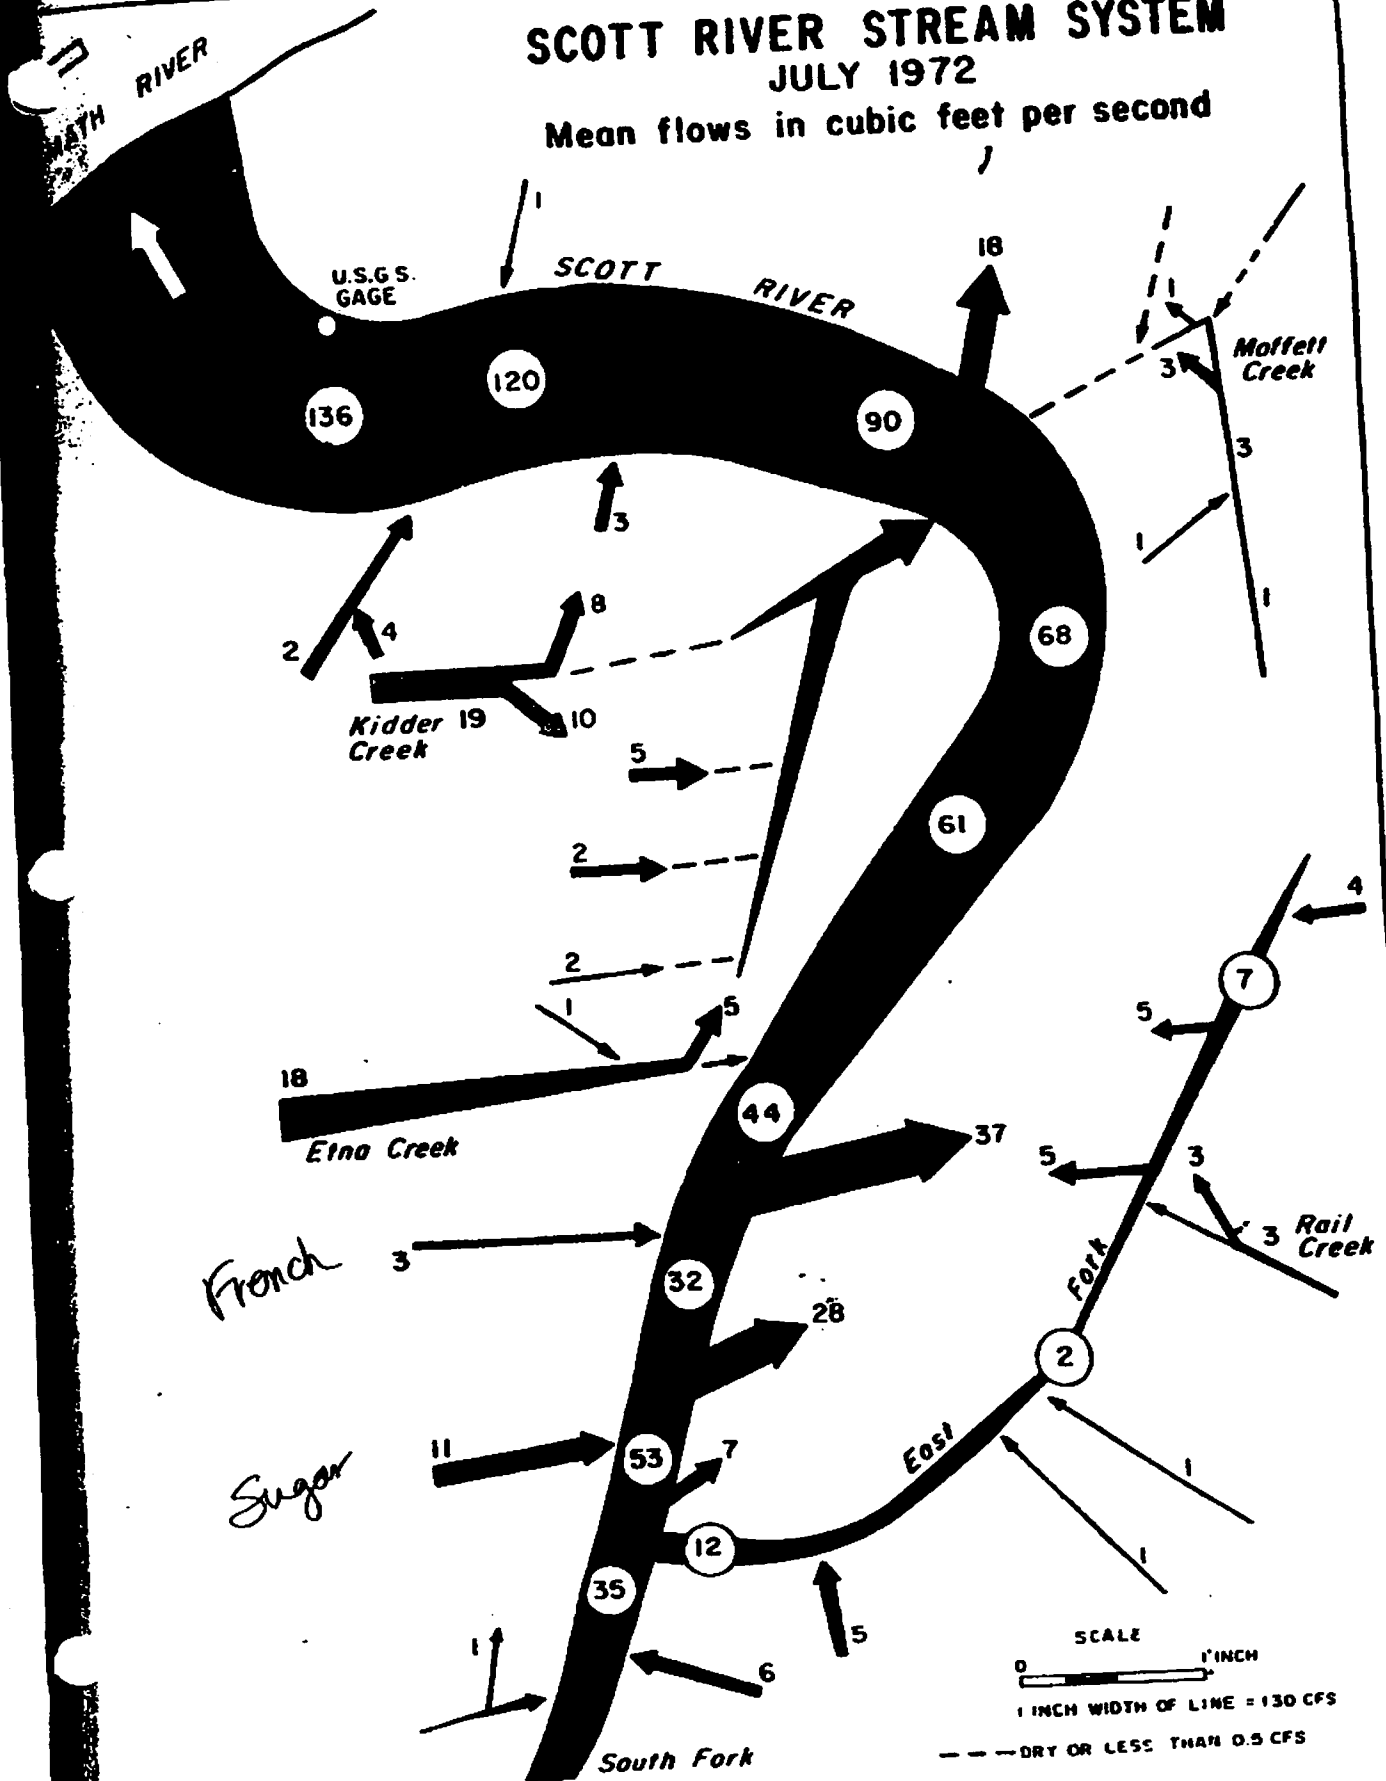 SCOTT RIVER STREAM SYSTEM
JULY 1972
Mean flows in cubic feet per second
RIVER
1
U.S.G S.
GAGE
SCOTT RIVER
18
1
Moffett
Creek
3
3
1
1
136
120
90
3
2
4
8
Kidder 19
Creek
10
68
5
61
2
2
1
5
18
Etna Creek
44
37
4
7
5
5
3
3
Rail
Creek
French
3
32
28
Fork
2
Sugar
11
53
7
East
1
1
12
35
5
1
6
South Fork
SCALE
0 1 INCH
1 INCH WIDTH OF LINE = 130 CFS
DRY OR LESS THAN 0.5 CFS